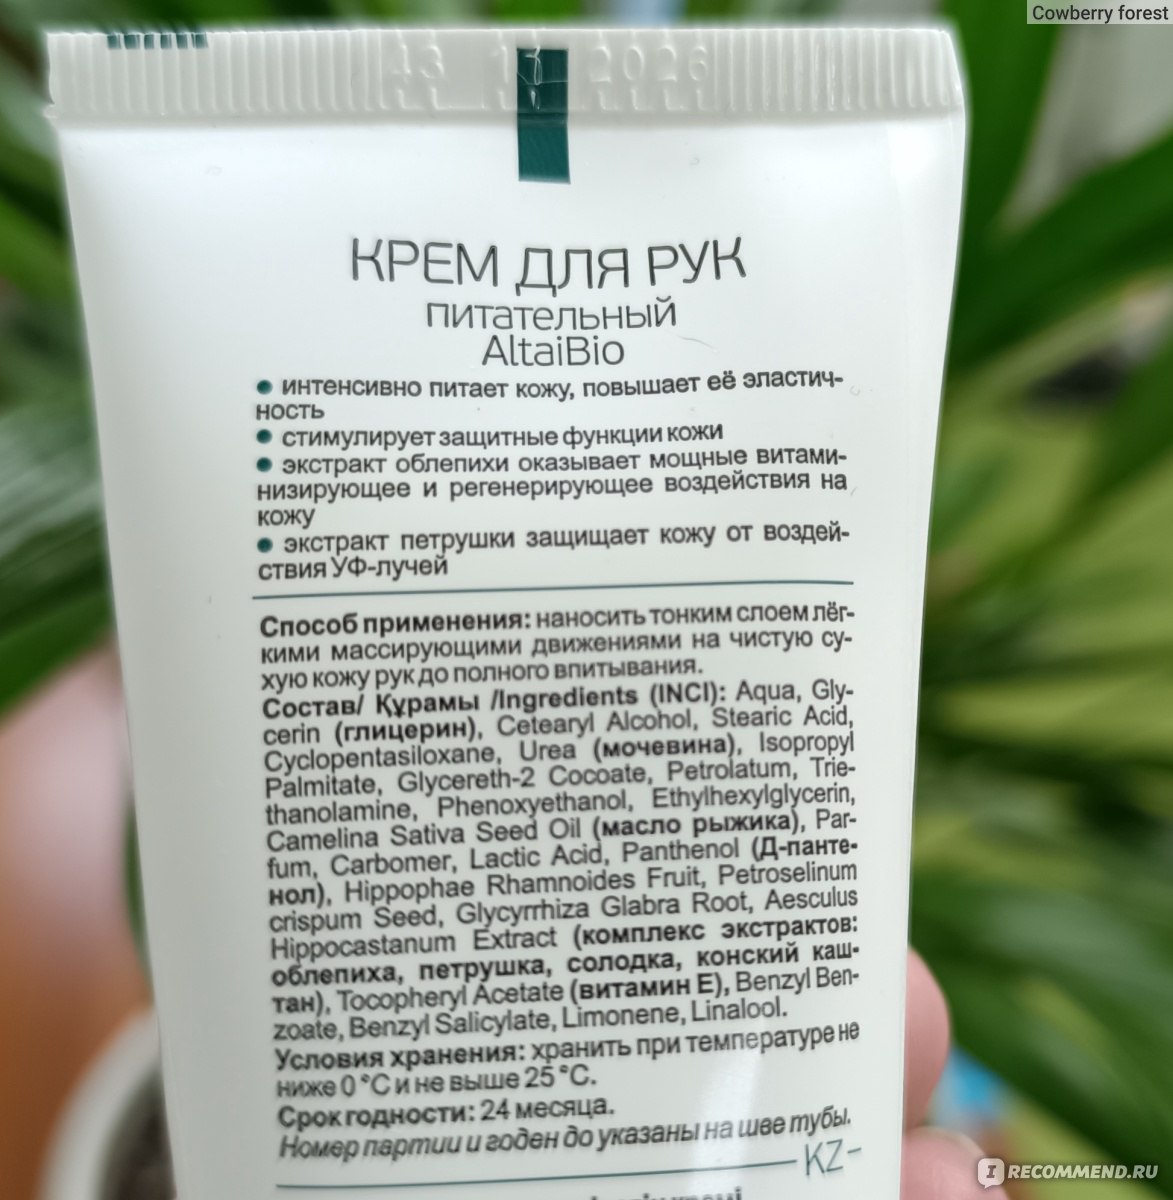 Cowberry forest
2026
КРЕМ ДЛЯ РУК
питательный
AltaiBio
• интенсивно питает кожу, повышает её эластич-
ность
• стимулирует защитные функции кожи
• экстракт облепихи оказывает мощные витами-
низирующее и регенерирующее воздействия на
кожу
• экстракт петрушки защищает кожу от воздей-
ствия УФ-лучей
Способ применения: наносить тонким слоем лёг-
кими массирующими движениями на чистую су-
хую кожу рук до полного впитывания.
Состав/ Құрамы /Ingredients (INCI): Aqua, Gly-
cerin (глицерин), Cetearyl Alcohol, Stearic Acid,
Cyclopentasiloxane, Urea (мочевина), Isopropyl
Palmitate, Glycereth-2 Cocoate, Petrolatum, Trie-
thanolamine, Phenoxyethanol, Ethylhexylglycerin,
Camelina Sativa Seed Oil (масло рыжика), Par-
fum, Carbomer, Lactic Acid, Panthenol (Д-панте-
нол), Hippophae Rhamnoides Fruit, Petroselinum
crispum Seed, Glycyrrhiza Glabra Root, Aesculus
Hippocastanum Extract (комплекс экстрактов:
облепиха, петрушка, солодка, конский каш-
тан), Tocopheryl Acetate (витамин Е), Benzyl Ben-
zoate, Benzyl Salicylate, Limonene, Linalool.
Условия хранения: хранить при температуре не
ниже 0 °С и не выше 25 °С.
Срок годности: 24 месяца.
Номер партии и годен до указаны на шве тубы.
KZ-
I RECOMMEND.RU